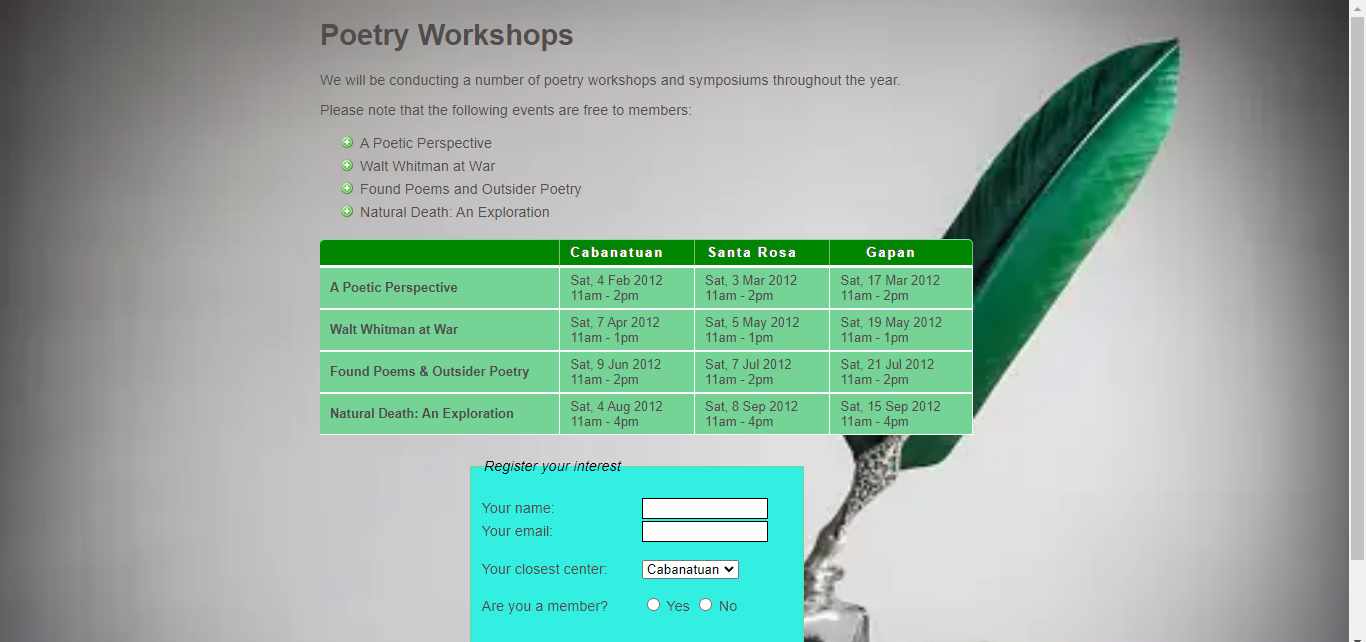 Poetry Workshops
We will be conducting a number of poetry workshops and symposiums throughout the year.
Please note that the following events are free to members:
A Poetic Perspective
Walt Whitman at War
Found Poems and Outsider Poetry
Natural Death: An Exploration
Cabanatuan Santa Rosa Gapan
A Poetic Perspective Sat, 4 Feb 2012 Sat, 3 Mar 2012 Sat, 17 Mar 2012
11am - 2pm 11am - 2pm 11am - 2pm
Walt Whitman at War Sat, 7 Apr 2012 Sat, 5 May 2012 Sat, 19 May 2012
11am - 1pm 11am - 1pm 11am - 1pm
Found Poems & Outsider Poetry Sat, 9 Jun 2012 Sat, 7 Jul 2012 Sat, 21 Jul 2012
11am - 2pm 11am - 2pm 11am - 2pm
Natural Death: An Exploration Sat, 4 Aug 2012 Sat, 8 Sep 2012 Sat, 15 Sep 2012
11am - 4pm 11am - 4pm 11am - 4pm
Register your interest
Your name:
Your email:
Your closest center: Cabanatuan
Are you a member? Yes No